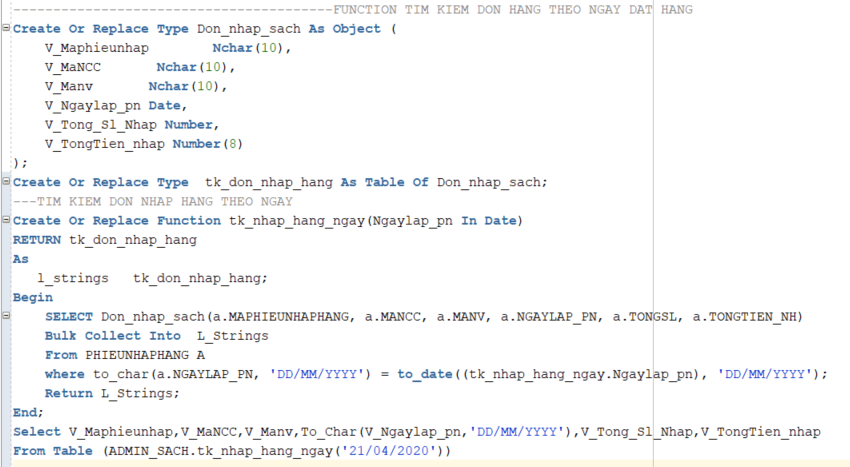 ----------------------------------------FUNCTION TIM KIEM DON HANG THEO NGAY DAT HANG
Create Or Replace Type Don_nhap_sach As Object (
    V_Maphieunhap        Nchar(10),
    V_MaNCC       Nchar(10),
    V_Manv       Nchar(10),
    V_Ngaylap_pn Date,
    V_Tong_Sl_Nhap Number,
    V_TongTien_nhap Number(8)
);
Create Or Replace Type  tk_don_nhap_hang As Table Of Don_nhap_sach;
---TIM KIEM DON NHAP HANG THEO NGAY
Create Or Replace Function tk_nhap_hang_ngay(Ngaylap_pn In Date)
RETURN tk_don_nhap_hang
As
   l_strings   tk_don_nhap_hang;
Begin
    SELECT Don_nhap_sach(a.MAPHIEUNHAPHANG, a.MANCC, a.MANV, a.NGAYLAP_PN, a.TONGSL, a.TONGTIEN_NH)
    Bulk Collect Into  L_Strings
    From PHIEUNHAPHANG A
    where to_char(a.NGAYLAP_PN, 'DD/MM/YYYY') = to_date((tk_nhap_hang_ngay.Ngaylap_pn), 'DD/MM/YYYY');
    Return L_Strings;
End;
Select V_Maphieunhap,V_MaNCC,V_Manv,To_Char(V_Ngaylap_pn,'DD/MM/YYYY'),V_Tong_Sl_Nhap,V_TongTien_nhap
From Table (ADMIN_SACH.tk_nhap_hang_ngay('21/04/2020'))